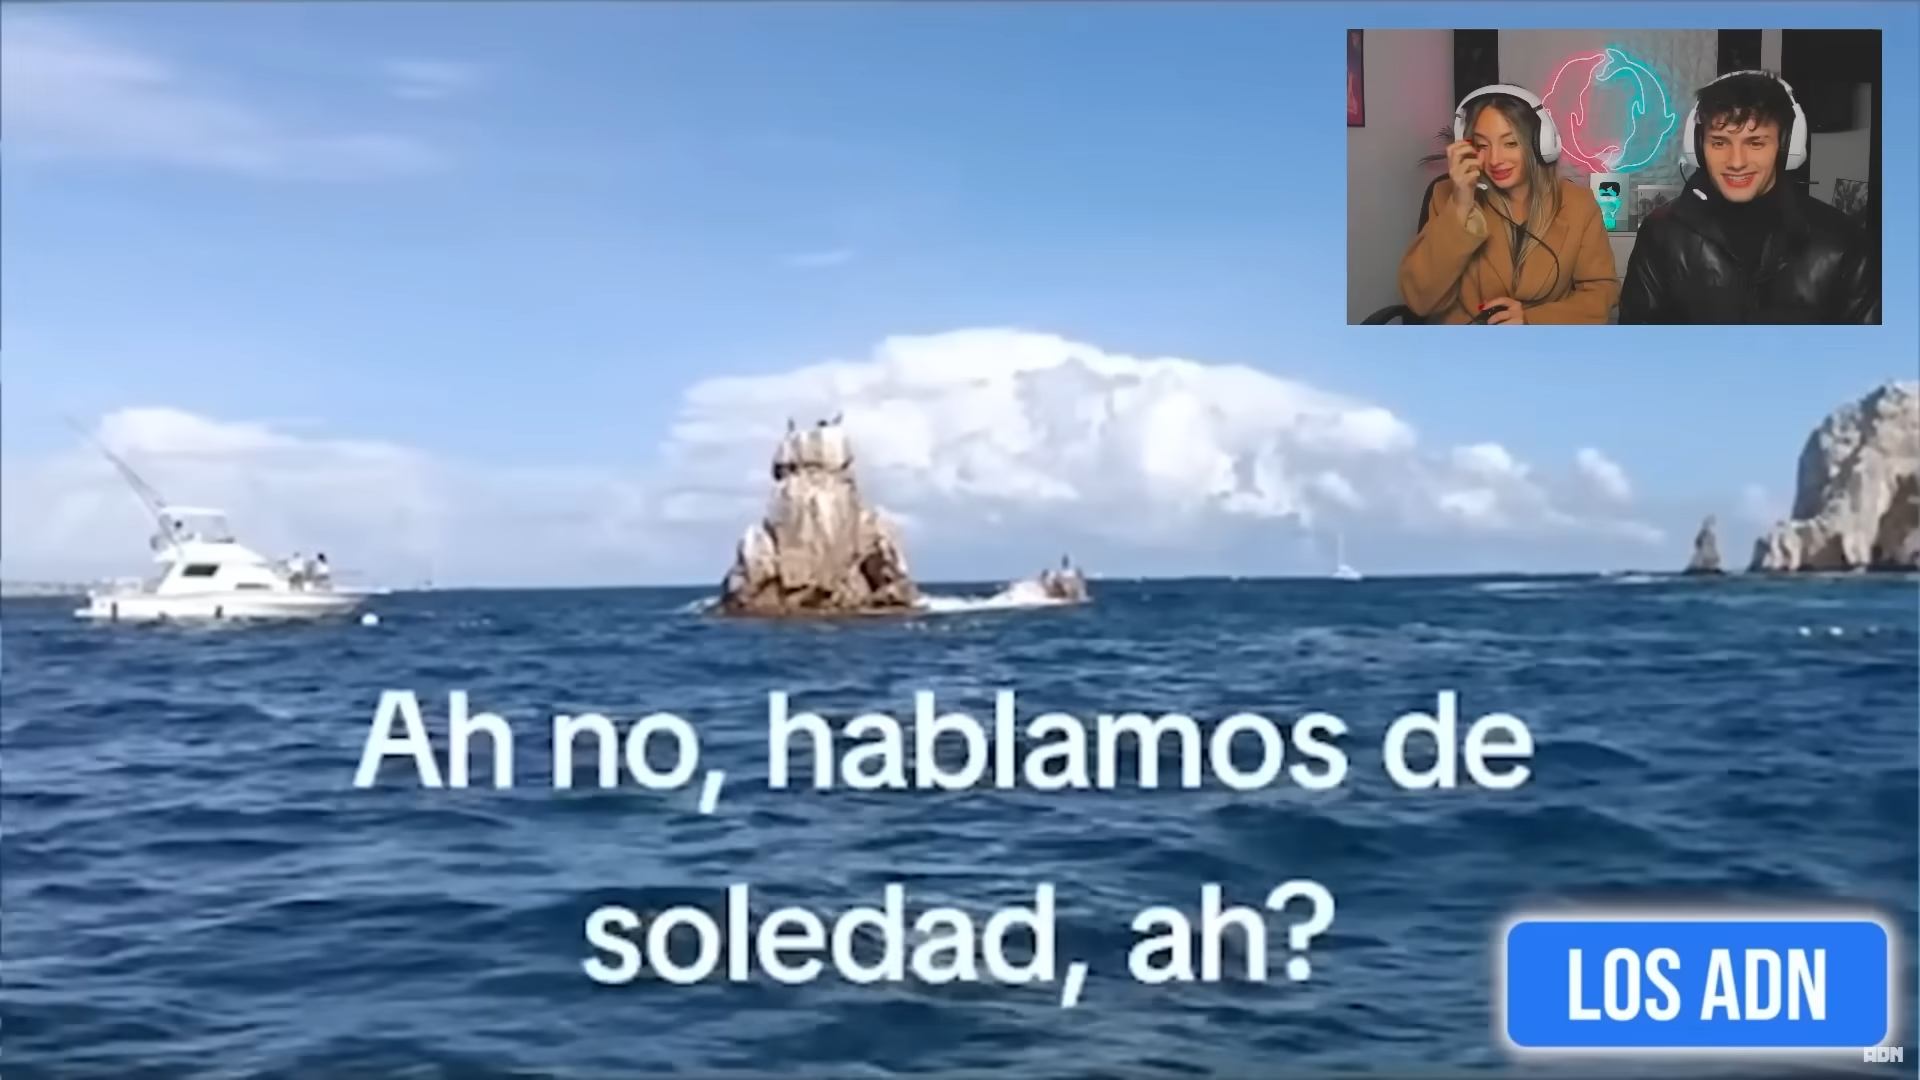 Ah no, hablamos de
soledad, ah?
LOS ADN
ADN